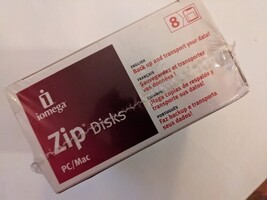 8
iomega
Zip® Disks
PC/Mac
ENGLISH
Back up and transport your data!
FRANÇAIS
Sauvegardez et transportez
vos données !
ESPAÑOL
¡Haga copias de respaldo y
transporte sus datos!
PORTUGUÊS
Faz backup e transporta
seus dados!